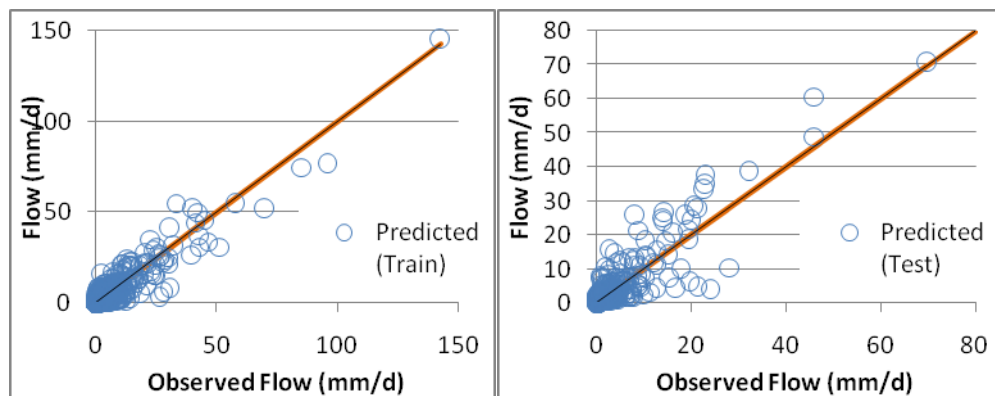 150
100
50
0
Flow (mm/d)
0 50 100 150
Observed Flow (mm/d)
Predicted
(Train)
80
70
60
50
40
30
20
10
0
Flow (mm/d)
0 20 40 60 80
Observed Flow (mm/d)
Predicted
(Test)